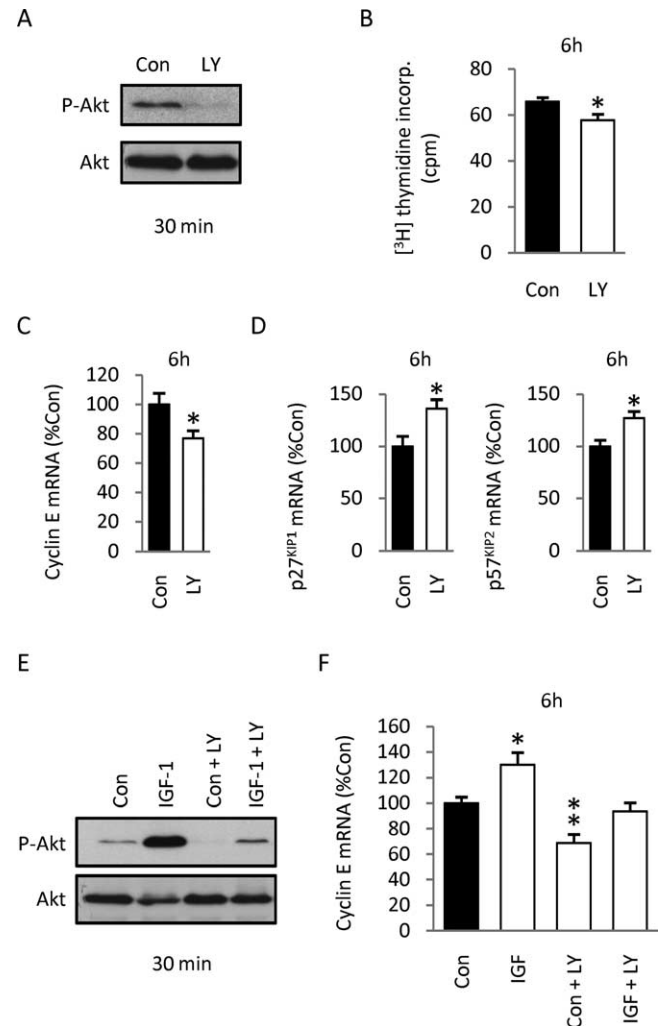 A
Con LY
P-Akt
Akt
30 min
B
6h
[³H] thymidine incorp.
(cpm)
80
60
40
20
0
*
Con LY
C
6h
Cyclin E mRNA (%Con)
120
100
80
60
40
20
0
*
Con
LY
D
6h
p27ᴷᴵᴾ¹ mRNA (%Con)
150
100
50
0
*
Con
LY
6h
p57ᴷᴵᴾ² mRNA (%Con)
150
100
50
0
*
Con
LY
E
Con
IGF-1
Con + LY
IGF-1 + LY
P-Akt
Akt
30 min
F
6h
Cyclin E mRNA (%Con)
160
140
120
100
80
60
40
20
0
*
**
Con
IGF
Con + LY
IGF + LY